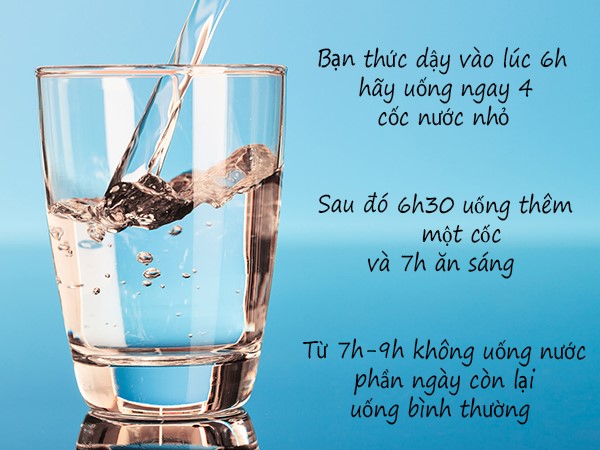 Bạn thức dậy vào lúc 6h
hãy uống ngay 4
cốc nước nhỏ
Sau đó 6h30 uống thêm
một cốc
và 7h ăn sáng
Từ 7h-9h không uống nước
phần ngày còn lại
uống bình thường